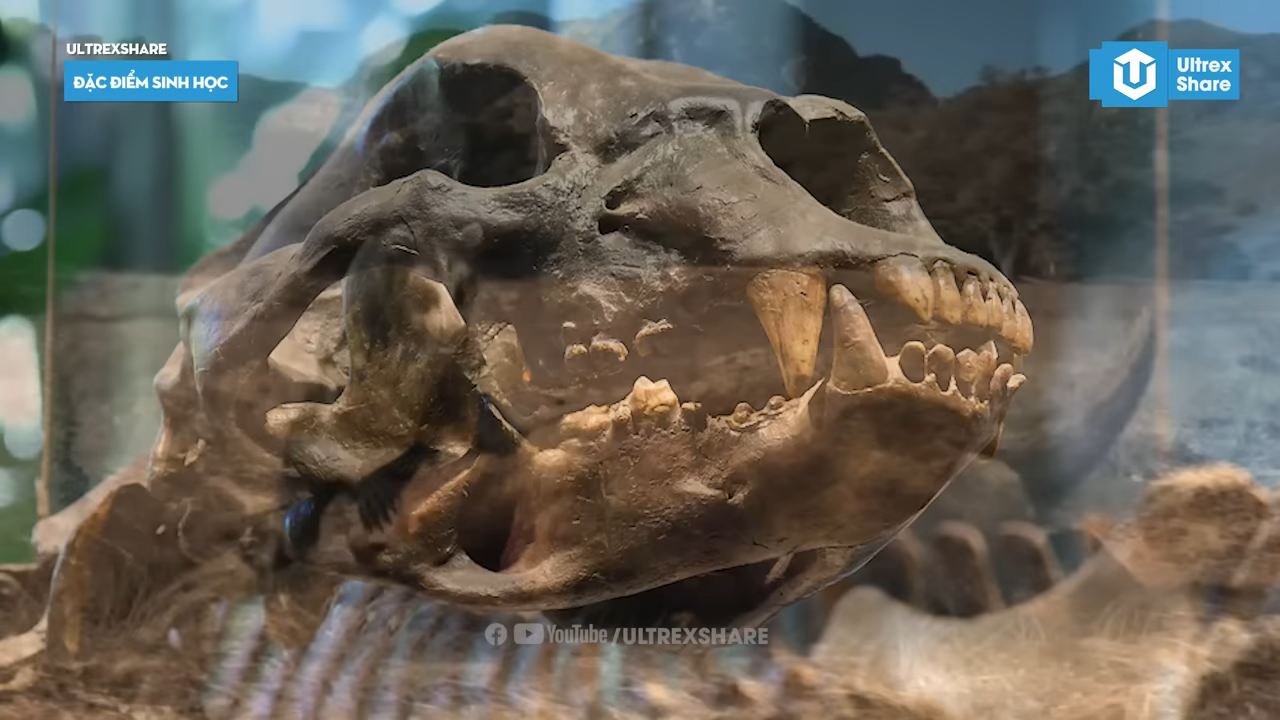 ULTREXSHARE
ĐẶC ĐIỂM SINH HỌC
Ultrex
Share
YouTube /ULTREXSHARE